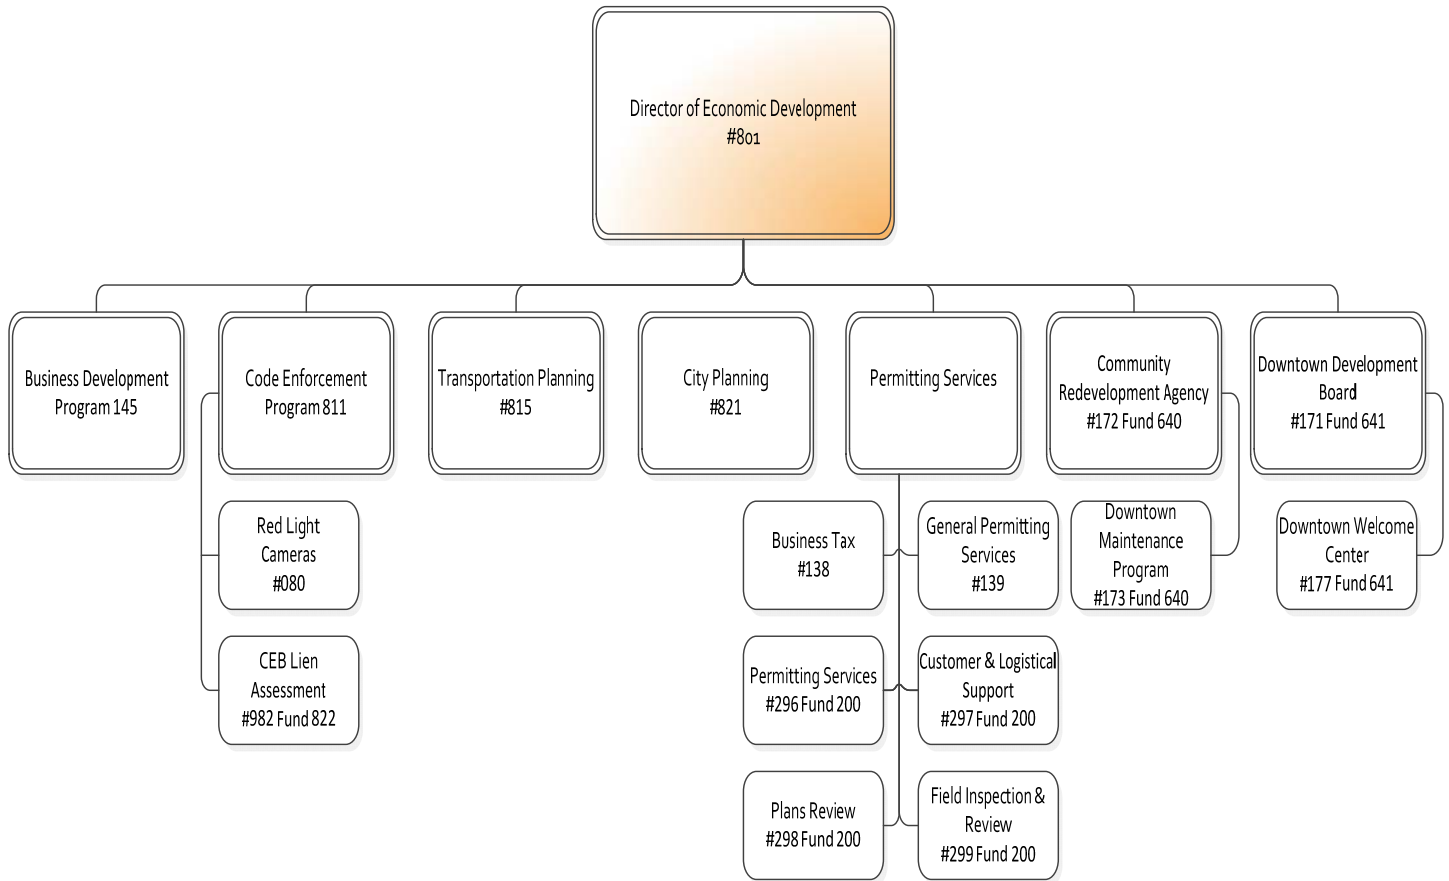 Director of Economic Development
#801
Business Development
Program 145
Code Enforcement
Program 811
Transportation Planning
#815
City Planning
#821
Permitting Services
Community
Redevelopment Agency
#172 Fund 640
Downtown Development
Board
#171 Fund 641
Red Light
Cameras
#080
Business Tax
#138
General Permitting
Services
#139
Downtown
Maintenance
Program
#173 Fund 640
Downtown Welcome
Center
#177 Fund 641
CEB Lien
Assessment
#982 Fund 822
Permitting Services
#296 Fund 200
Customer & Logistical
Support
#297 Fund 200
Plans Review
#298 Fund 200
Field Inspection &
Review
#299 Fund 200